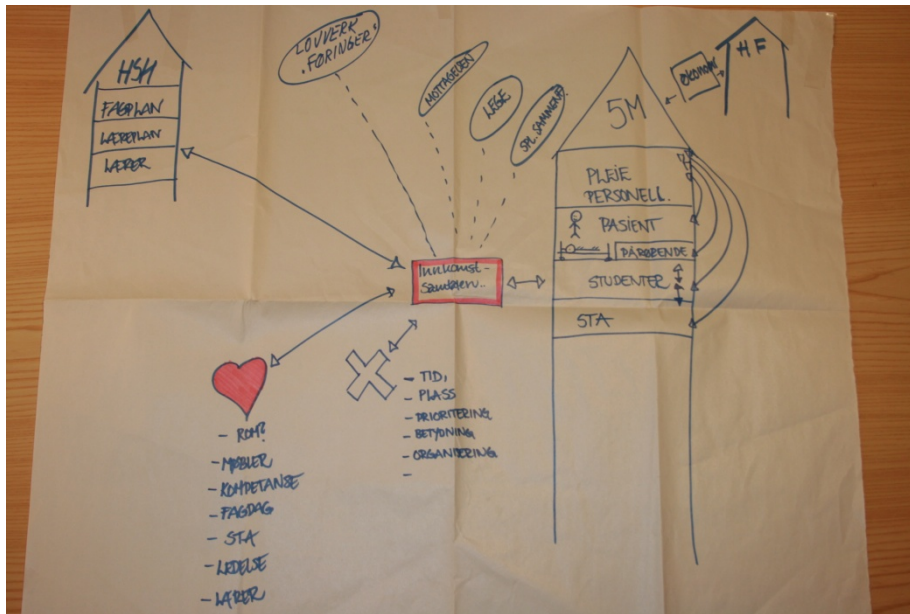 HSH
FAGPLAN
LÆREPLAN
LÆRER
LOVVERK
FØRINGER
MOTTAGELSEN
LEGE
SPL. SAMMENF.
økonomi
HF
5M
PLEIE
PERSONELL.
PASIENT
PÅRØRENDE
STUDENTER
STA
Innkomst-
samtalen..
- ROM?
- MØBLER
- KOMPETANSE
- FAGDAG
- STA
- LEDELSE
- LÆRER
- TID,
- PLASS
- PRIORITERING
- BETYDNING
- ORGANISERING
-